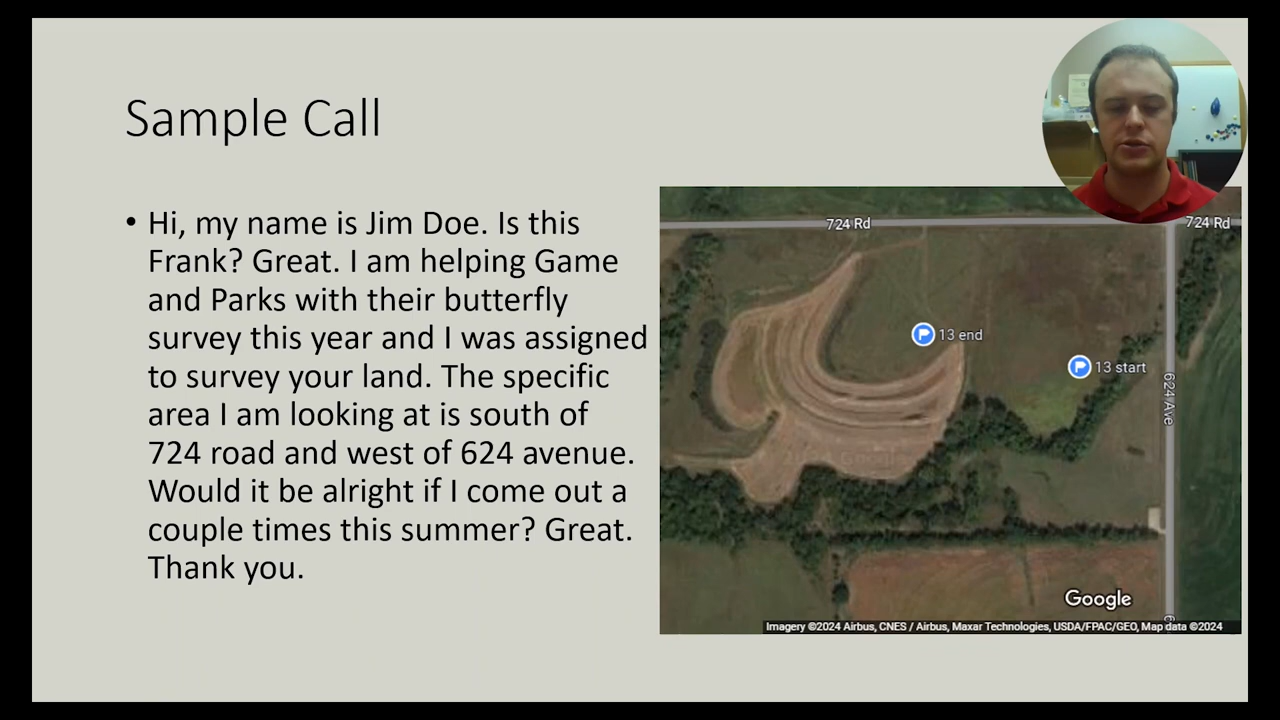 Sample Call
• Hi, my name is Jim Doe. Is this
Frank? Great. I am helping Game
and Parks with their butterfly
survey this year and I was assigned
to survey your land. The specific
area I am looking at is south of
724 road and west of 624 avenue.
Would it be alright if I come out a
couple times this summer? Great.
Thank you.
724 Rd
724 Rd
13 end
13 start
624 Ave
Google
Imagery ©2024 Airbus, CNES / Airbus, Maxar Technologies, USDA/FPAC/GEO, Map data ©2024